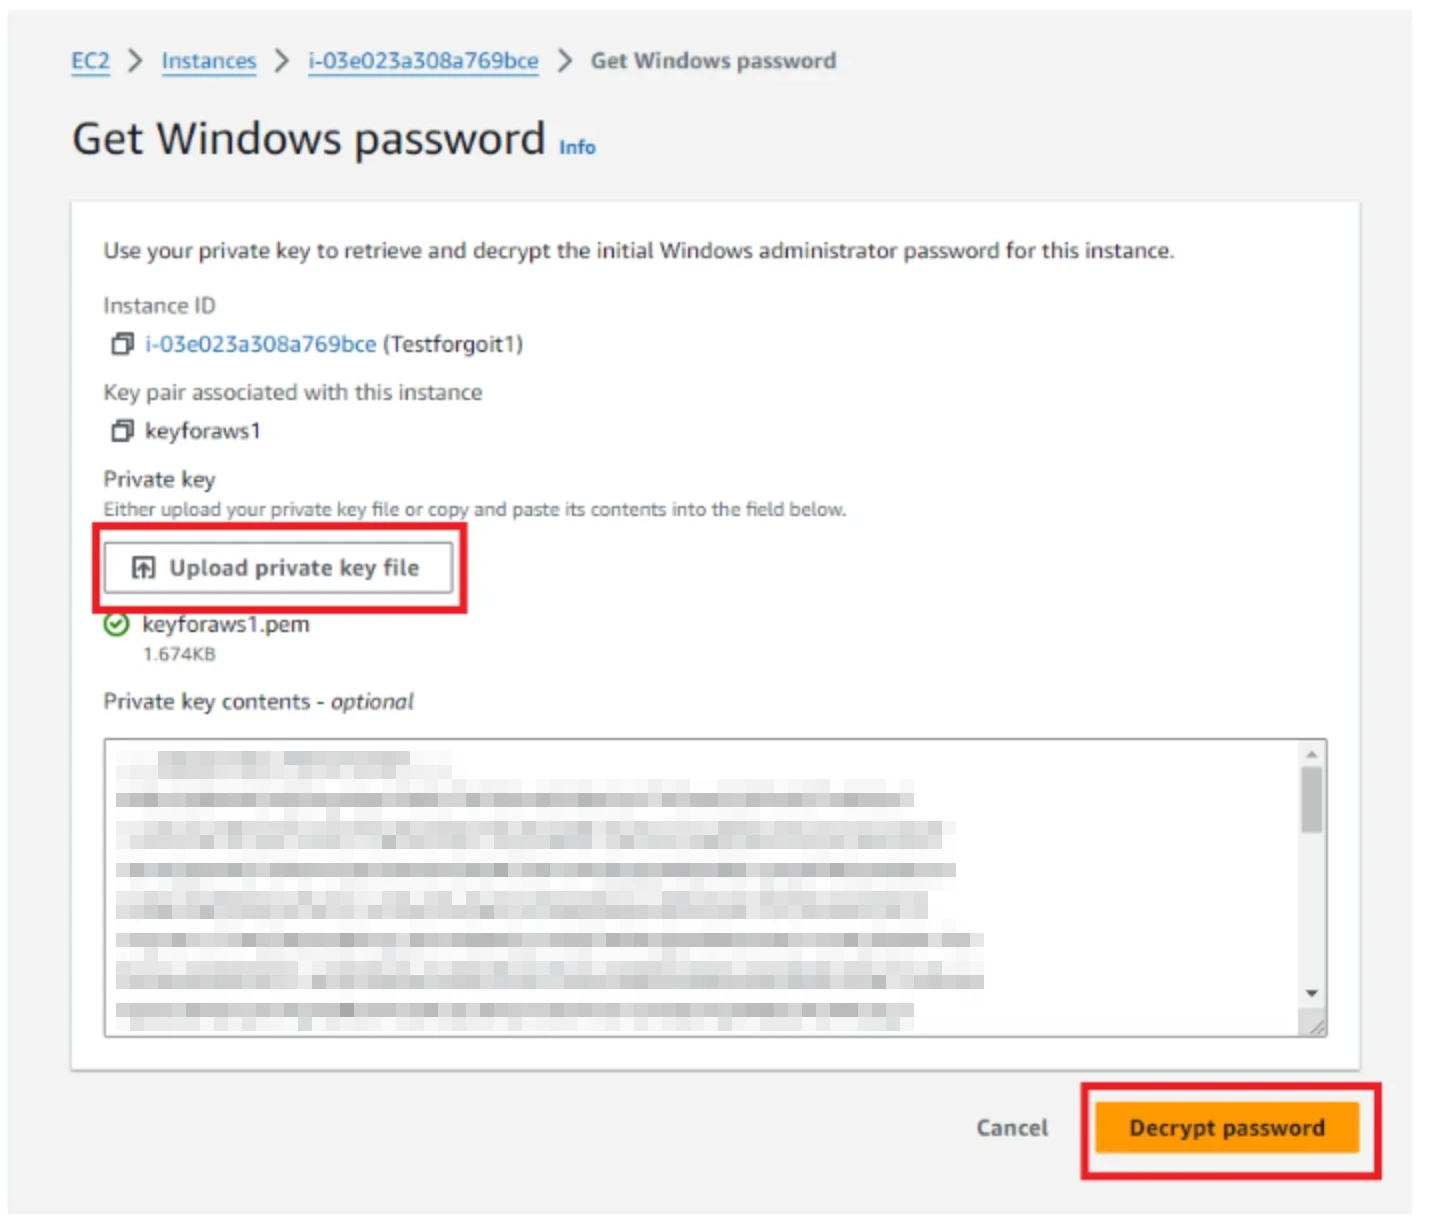 EC2 > Instances > i-03e023a308a769bce > Get Windows password
Get Windows password Info
Use your private key to retrieve and decrypt the initial Windows administrator password for this instance.
Instance ID
i-03e023a308a769bce (Testforgoit1)
Key pair associated with this instance
keyforaws1
Private key
Either upload your private key file or copy and paste its contents into the field below.
Upload private key file
keyforaws1.pem
1.674KB
Private key contents - optional
Cancel
Decrypt password